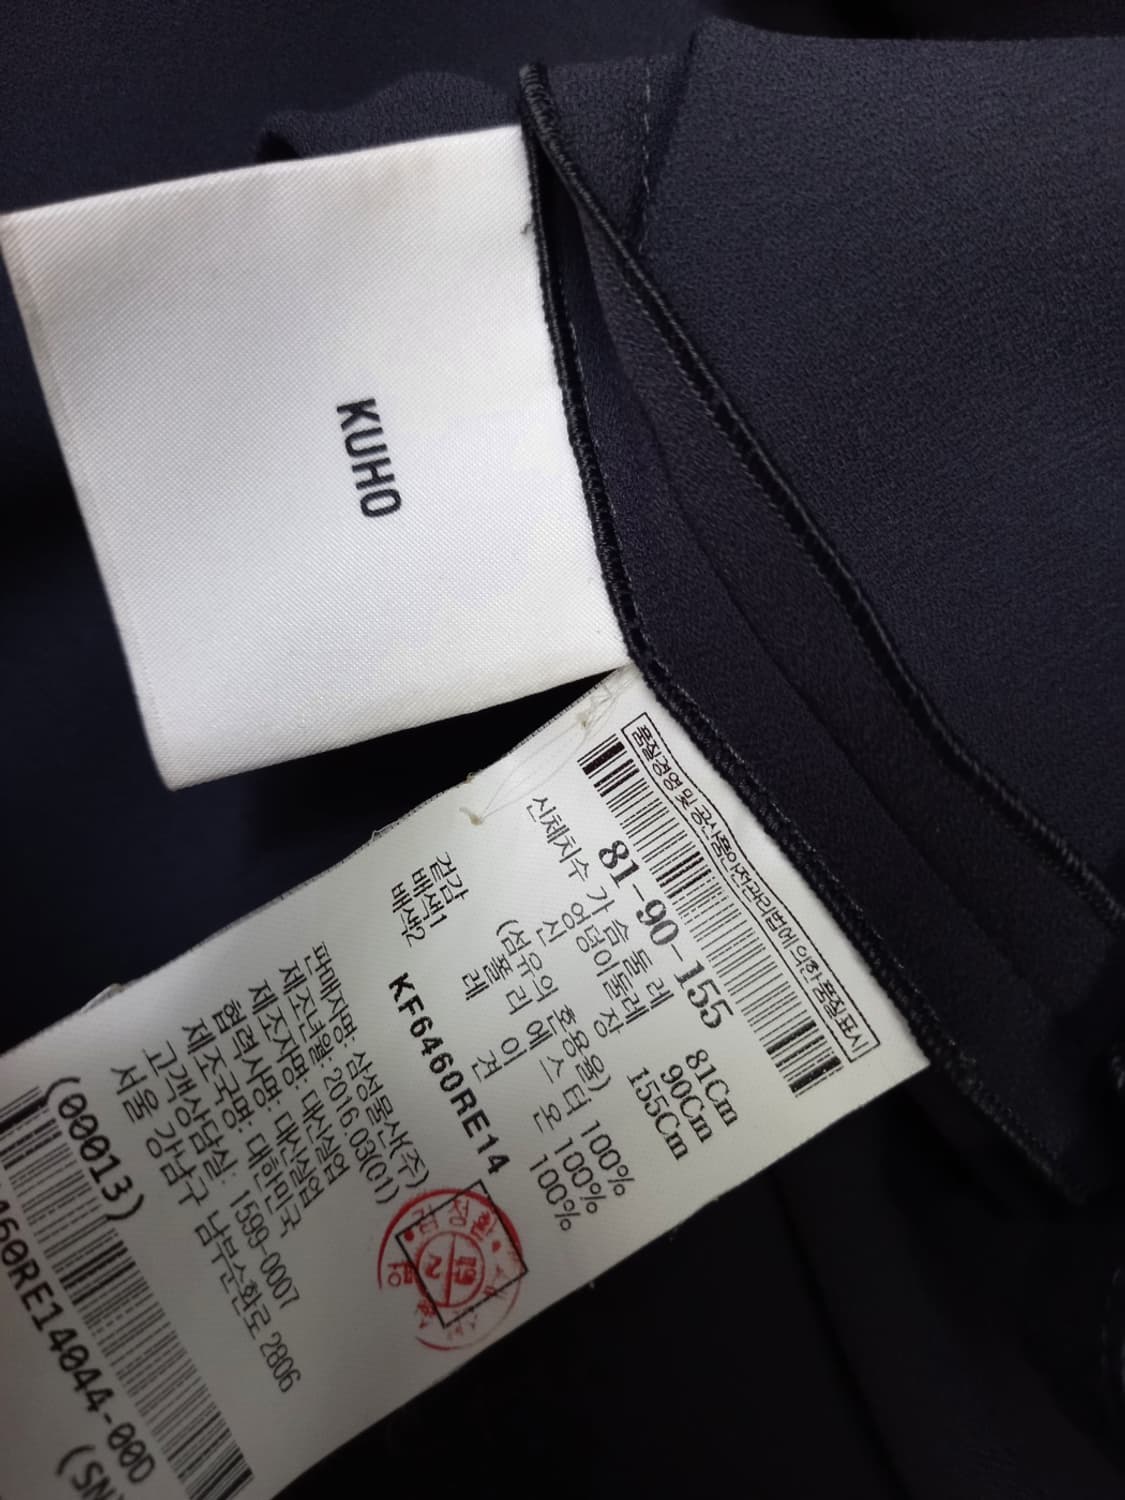 KUHO
품질경영 및 공산품안전관리법에 의한 품질표시
81-90-155
신체치수 가슴둘레 81Cm
엉덩이둘레 90Cm
신장 155Cm
(섬유의 혼용율)
겉감 폴리에스터 100%
배색1 레이온 100%
배색2 견 100%
KF6460RE14
판매자명: 삼성물산(주)
제조년월: 2016.03(01)
제조자명: 대신실업
협력사명: 대신실업
제조국명: 대한민국
고객상담실: 1599-0007
서울 강남구 남부순환로 2806
(00013)
460RE14044-00D
(SN